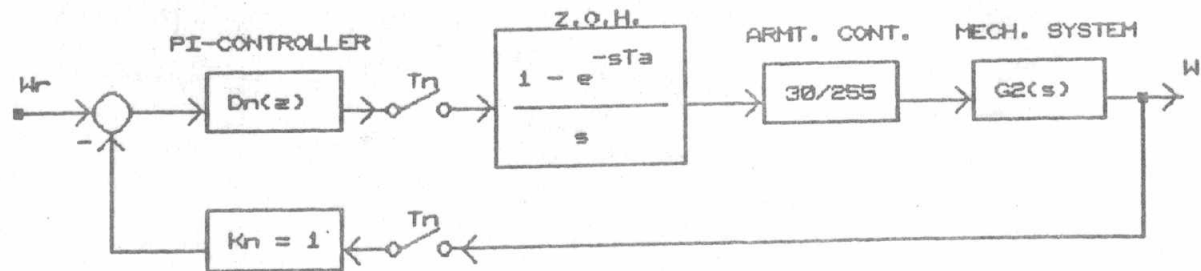 Z.O.H.
PI-CONTROLLER
ARMT. CONT.
MECH. SYSTEM
Wr
Dn(z)
Tn
1 - e^-sTa
s
30/255
G2(s)
W
-
Kn = 1
Tn